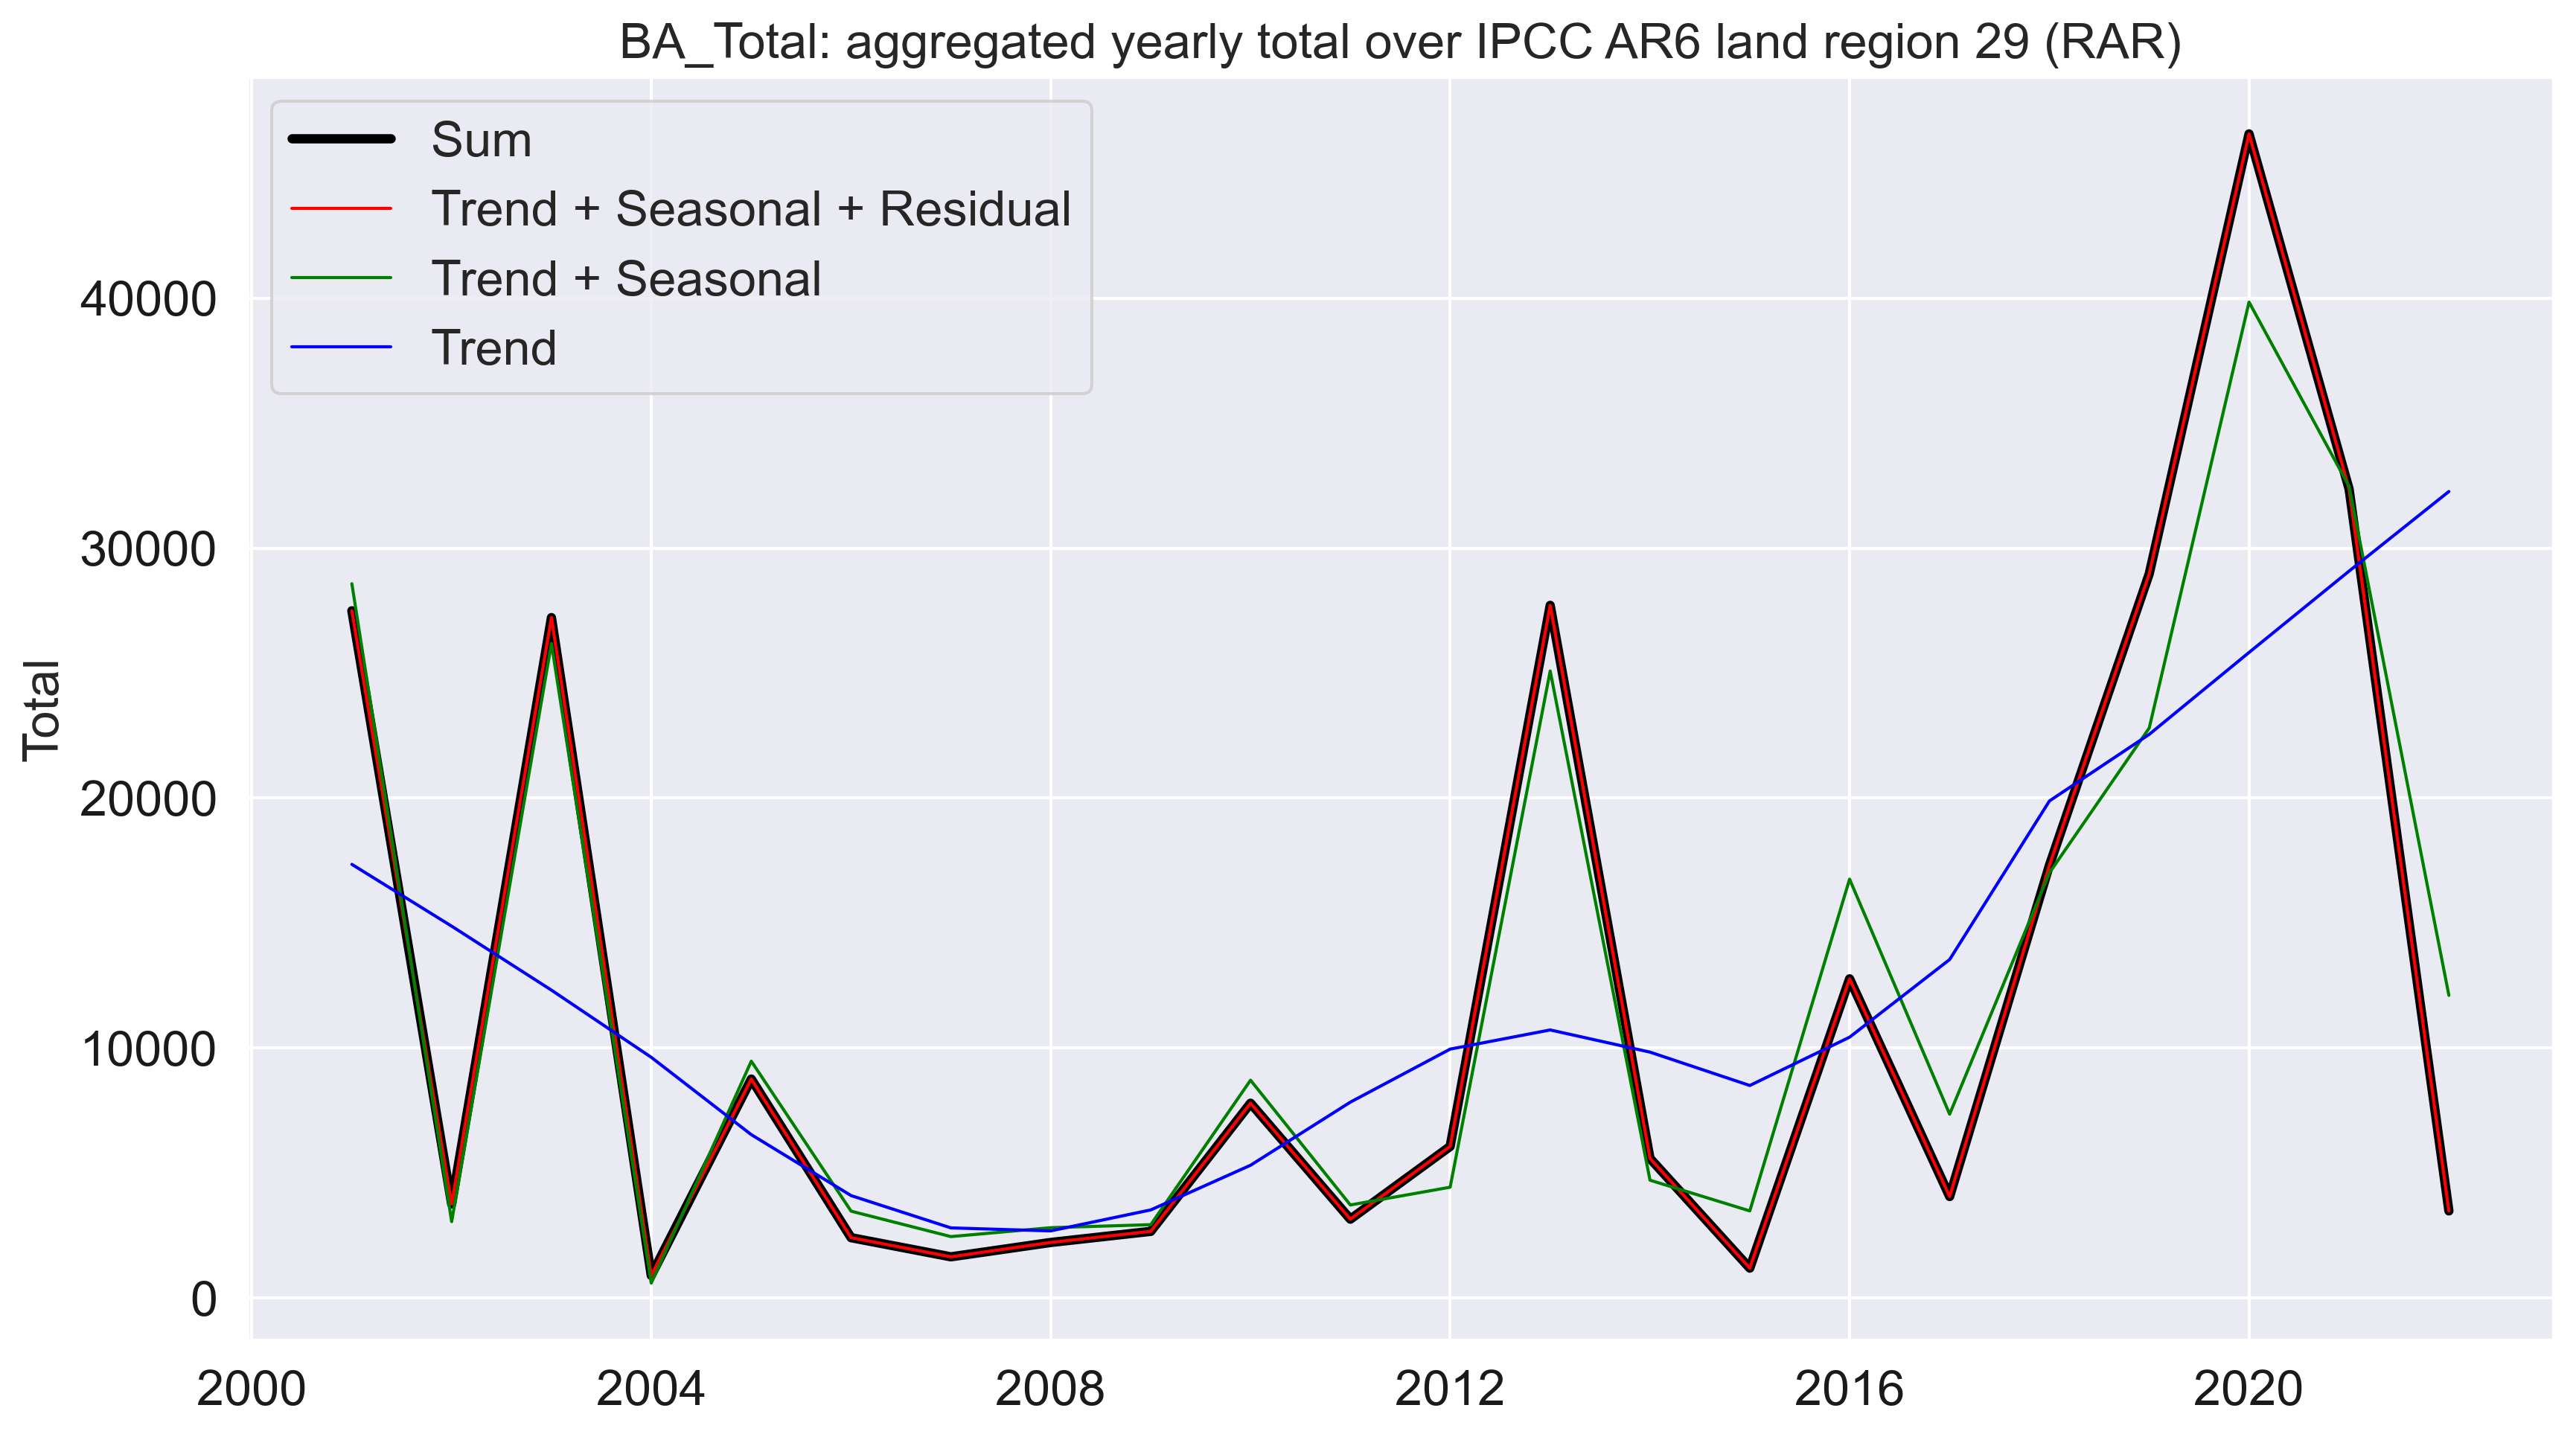 BA_Total: aggregated yearly total over IPCC AR6 land region 29 (RAR)
Sum
Trend + Seasonal + Residual
Trend + Seasonal
Trend
Total
40000
30000
20000
10000
0
2000 2004 2008 2012 2016 2020